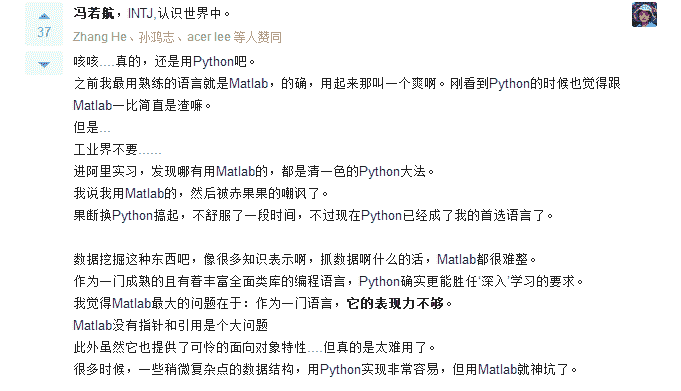 冯若航，INTJ,认识世界中。
37
Zhang He、孙鸿志、acer lee 等人赞同
咳咳....真的，还是用Python吧。
之前我最用熟练的语言就是Matlab，的确，用起来那叫一个爽啊。刚看到Python的时候也觉得跟
Matlab一比简直是渣嘛。
但是...
工业界不要......
进阿里实习，发现哪有用Matlab的，都是清一色的Python大法。
我说我用Matlab的，然后被赤果果的嘲讽了。
果断换Python搞起，不舒服了一段时间，不过现在Python已经成了我的首选语言了。
数据挖掘这种东西吧，像很多知识表示啊，抓数据啊什么的活，Matlab都很难整。
作为一门成熟的且有着丰富全面类库的编程语言，Python确实更能胜任‘深入’学习的要求。
我觉得Matlab最大的问题在于：作为一门语言，它的表现力不够。
Matlab没有指针和引用是个大问题
此外虽然它也提供了可怜的面向对象特性....但真的是太难用了。
很多时候，一些稍微复杂点的数据结构，用Python实现非常容易，但用Matlab就神坑了。